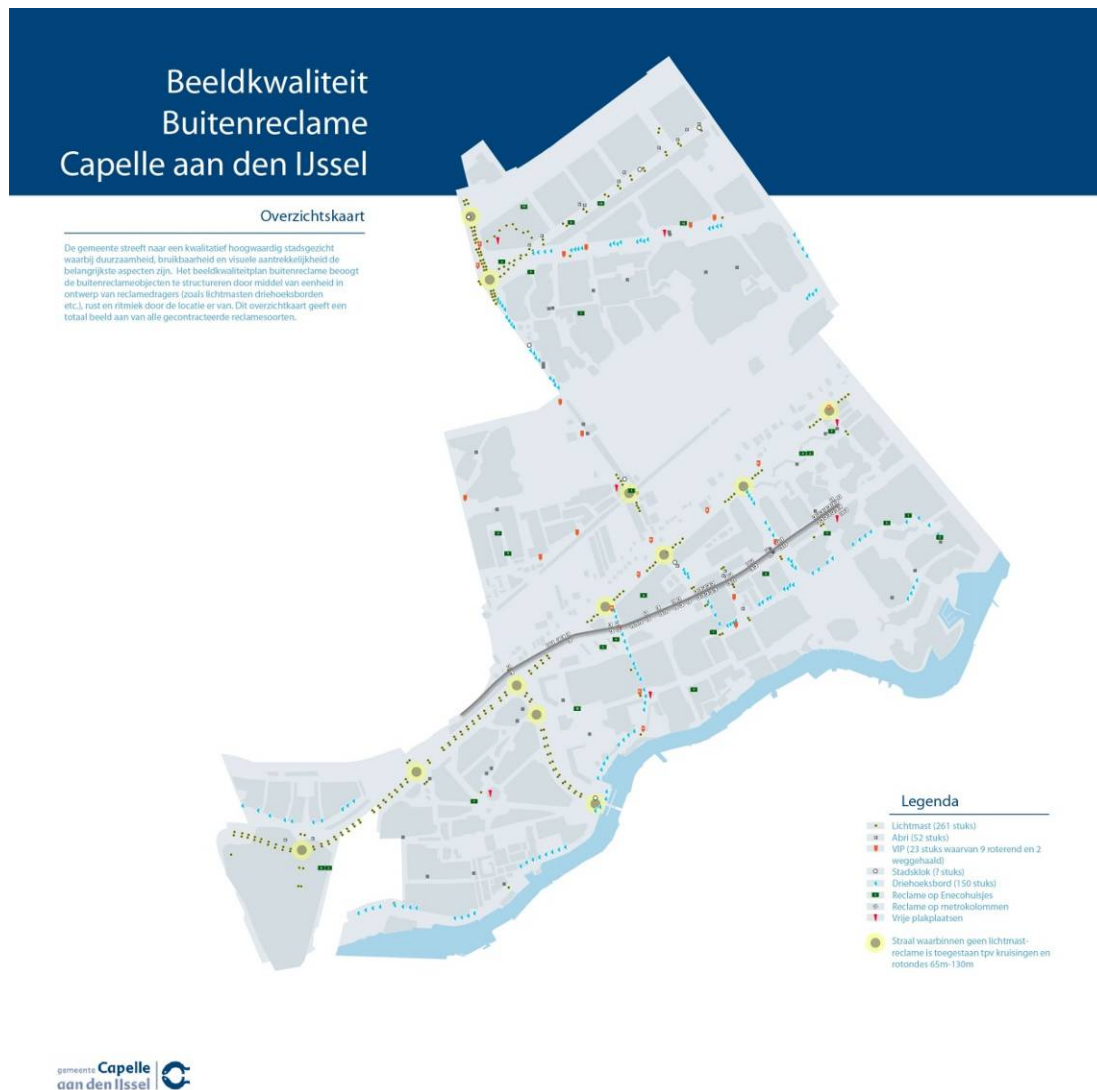 Beeldkwaliteit
Buitenreclame
Capelle aan den IJssel
Overzichtskaart
De gemeente streeft naar een kwalitatief hoogwaardig stadsgezicht
waarbij duurzaamheid, bruikbaarheid en visuele aantrekkelijkheid de
belangrijkste aspecten zijn. Het beeldkwaliteitplan buitenreclame beoogt
de buitenreclameobjecten te structureren door middel van eenheid in
ontwerp van reclamedragers (zoals lichtmasten driehoeksborden
etc.), rust en ritmiek door de locatie er van. Dit overzichtkaart geeft een
totaal beeld aan van alle gecontracteerde reclamesoorten.
Legenda
Lichtmast (261 stuks)
Abri (52 stuks)
VIP (23 stuks waarvan 9 roterend en 2
weggehaald)
Stadsklok (? stuks)
Driehoeksbord (150 stuks)
Reclame op Enecohuisjes
Reclame op metrokolommen
Vrije plakplaatsen
Straal waarbinnen geen lichtmast-
reclame is toegestaan tpv kruisingen en
rotondes 65m-130m
gemeente Capelle
aan den IJssel